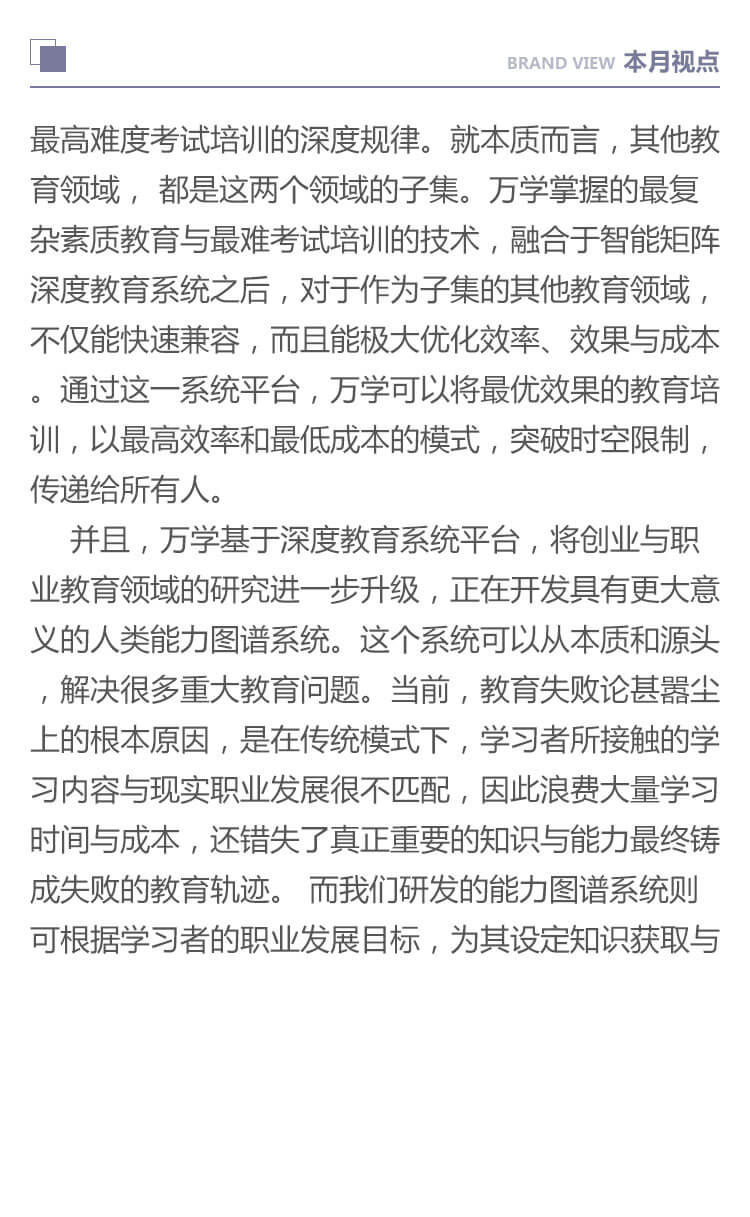 BRAND VIEW 本月视点
最高难度考试培训的深度规律。就本质而言，其他教
育领域， 都是这两个领域的子集。万学掌握的最复
杂素质教育与最难考试培训的技术，融合于智能矩阵
深度教育系统之后，对于作为子集的其他教育领域，
不仅能快速兼容，而且能极大优化效率、效果与成本
。通过这一系统平台，万学可以将最优效果的教育培
训，以最高效率和最低成本的模式，突破时空限制，
传递给所有人。
并且，万学基于深度教育系统平台，将创业与职
业教育领域的研究进一步升级，正在开发具有更大意
义的人类能力图谱系统。这个系统可以从本质和源头
，解决很多重大教育问题。当前，教育失败论甚嚣尘
上的根本原因，是在传统模式下，学习者所接触的学
习内容与现实职业发展很不匹配，因此浪费大量学习
时间与成本，还错失了真正重要的知识与能力最终铸
成失败的教育轨迹。 而我们研发的能力图谱系统则
可根据学习者的职业发展目标，为其设定知识获取与